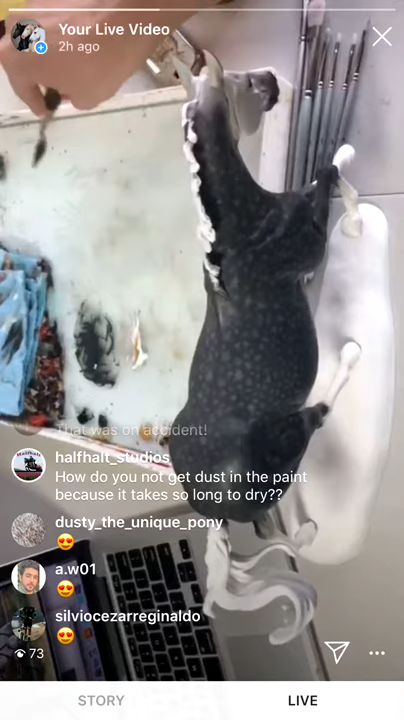 Your Live Video
2h ago
That was on accident!
halfhalt_studios
How do you not get dust in the paint
because it takes so long to dry??
dusty_the_unique_pony
😍
a.w01
😍
silviocezarreginaldo
😍
73
STORY
LIVE